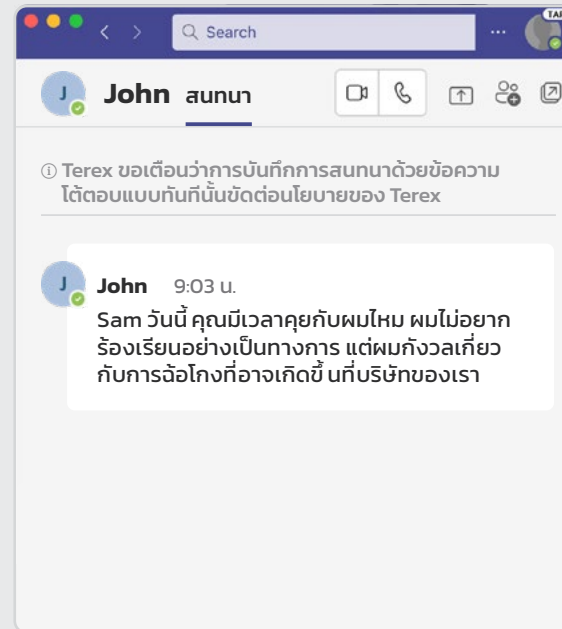 Search
TAP
J
John สนทนา
Terex ขอเตือนว่าการบันทึกการสนทนาด้วยข้อความ
โต้ตอบแบบทันทีนั้นขัดต่อนโยบายของ Terex
J
John 9:03 น.
Sam วันนี้ คุณมีเวลาคุยกับผมไหม ผมไม่อยาก
ร้องเรียนอย่างเป็นทางการ แต่ผมกังวลเกี่ยว
กับการฉ้อโกงที่อาจเกิดขึ้ นที่บริษัทของเรา